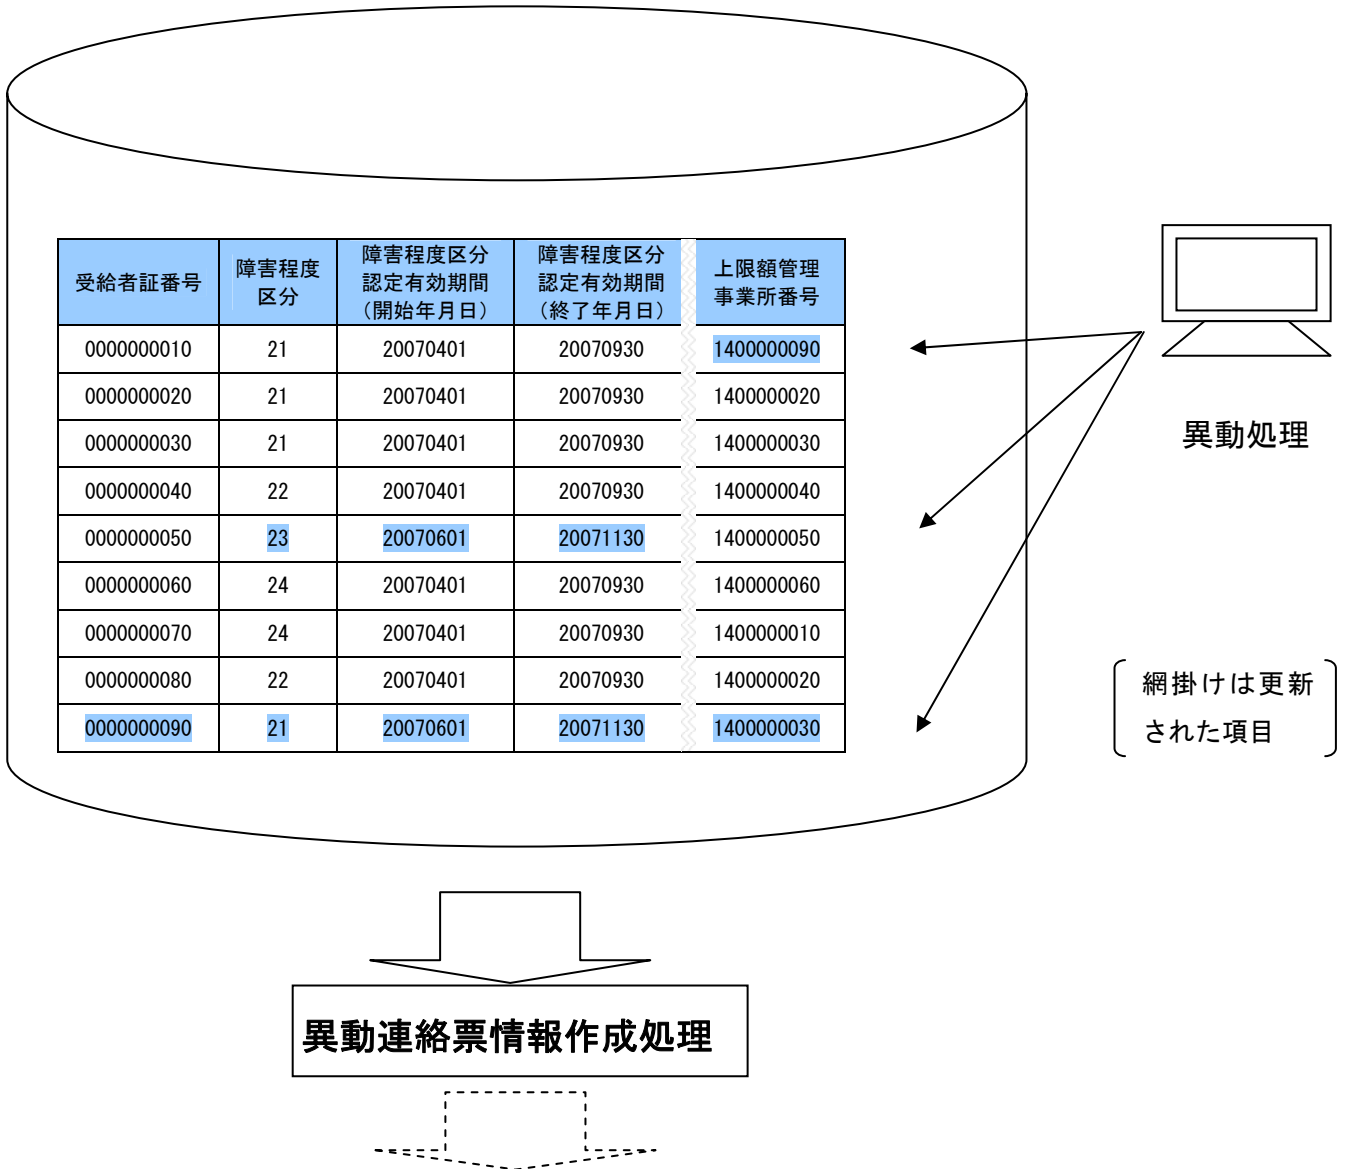 受給者証番号 障害程度区分 障害程度区分認定有効期間（開始年月日） 障害程度区分認定有効期間（終了年月日） 上限額管理事業所番号
0000000010 21 20070401 20070930 1400000090
0000000020 21 20070401 20070930 1400000020
0000000030 21 20070401 20070930 1400000030
0000000040 22 20070401 20070930 1400000040
0000000050 23 20070601 20071130 1400000050
0000000060 24 20070401 20070930 1400000060
0000000070 24 20070401 20070930 1400000010
0000000080 22 20070401 20070930 1400000020
0000000090 21 20070601 20071130 1400000030
異動処理
網掛けは更新
された項目
異動連絡票情報作成処理